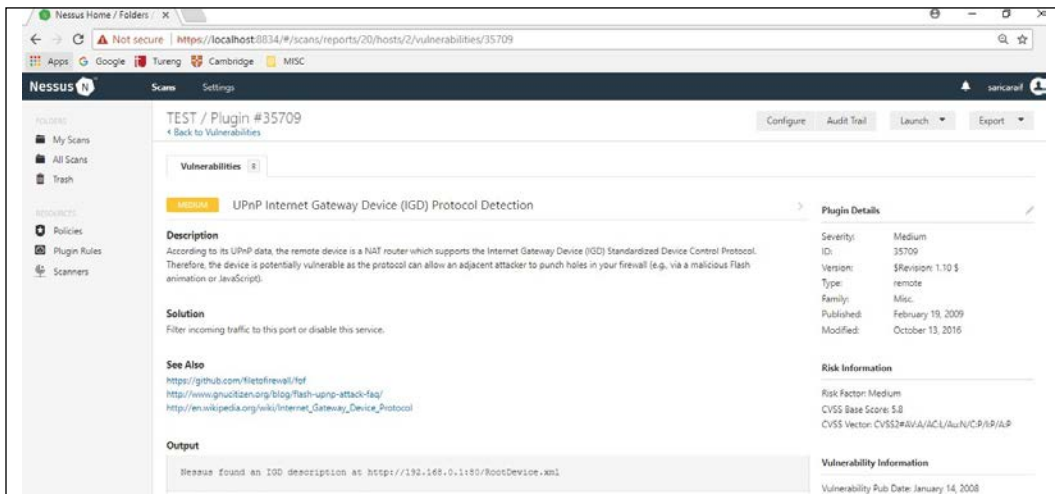 Nessus Home / Folders /
Not secure | https://localhost:8834/#/scans/reports/20/hosts/2/vulnerabilities/35709
Apps Google Tureng Cambridge MISC
Nessus N Scans Settings saricaraif
FOLDERS
My Scans
All Scans
Trash
RESOURCES
Policies
Plugin Rules
Scanners
TEST / Plugin #35709
Back to Vulnerabilities
Configure Audit Trail Launch Export
Vulnerabilities 8
MEDIUM UPnP Internet Gateway Device (IGD) Protocol Detection
Description
According to its UPnP data, the remote device is a NAT router which supports the Internet Gateway Device (IGD) Standardized Device Control Protocol.
Therefore, the device is potentially vulnerable as the protocol can allow an adjacent attacker to punch holes in your firewall (e.g., via a malicious Flash
animation or JavaScript).
Solution
Filter incoming traffic to this port or disable this service.
See Also
https://github.com/filetofirewall/fof
http://www.gnucitizen.org/blog/flash-upnp-attack-faq/
http://en.wikipedia.org/wiki/Internet_Gateway_Device_Protocol
Output
Nessus found an IGD description at http://192.168.0.1:80/RootDevice.xml
Plugin Details
Severity: Medium
ID: 35709
Version: $Revision: 1.10 $
Type: remote
Family: Misc.
Published: February 19, 2009
Modified: October 13, 2016
Risk Information
Risk Factor: Medium
CVSS Base Score: 5.8
CVSS Vector: CVSS2#AV:A/AC:L/Au:N/C:P/I:P/A:P
Vulnerability Information
Vulnerability Pub Date: January 14, 2008